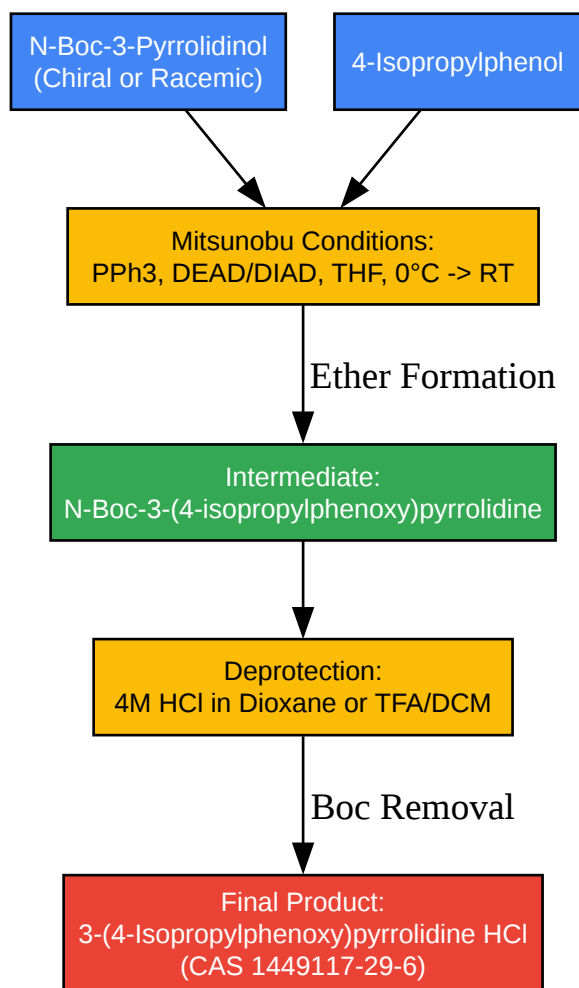 N-Boc-3-Pyrrolidinol
(Chiral or Racemic)
4-Isopropylphenol
Mitsunobu Conditions:
PPh3, DEAD/DIAD, THF, 0°C -> RT
Ether Formation
Intermediate:
N-Boc-3-(4-isopropylphenoxy)pyrrolidine
Deprotection:
4M HCl in Dioxane or TFA/DCM
Boc Removal
Final Product:
3-(4-Isopropylphenoxy)pyrrolidine HCl
(CAS 1449117-29-6)